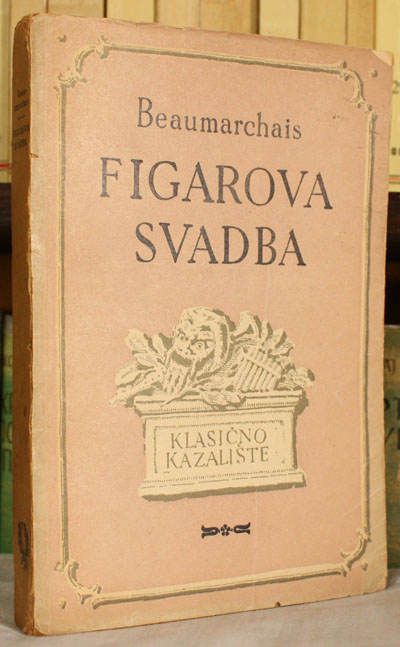 Beaumarchais
FIGAROVA
SVADBA
KLASIČNO
KAZALIŠTE